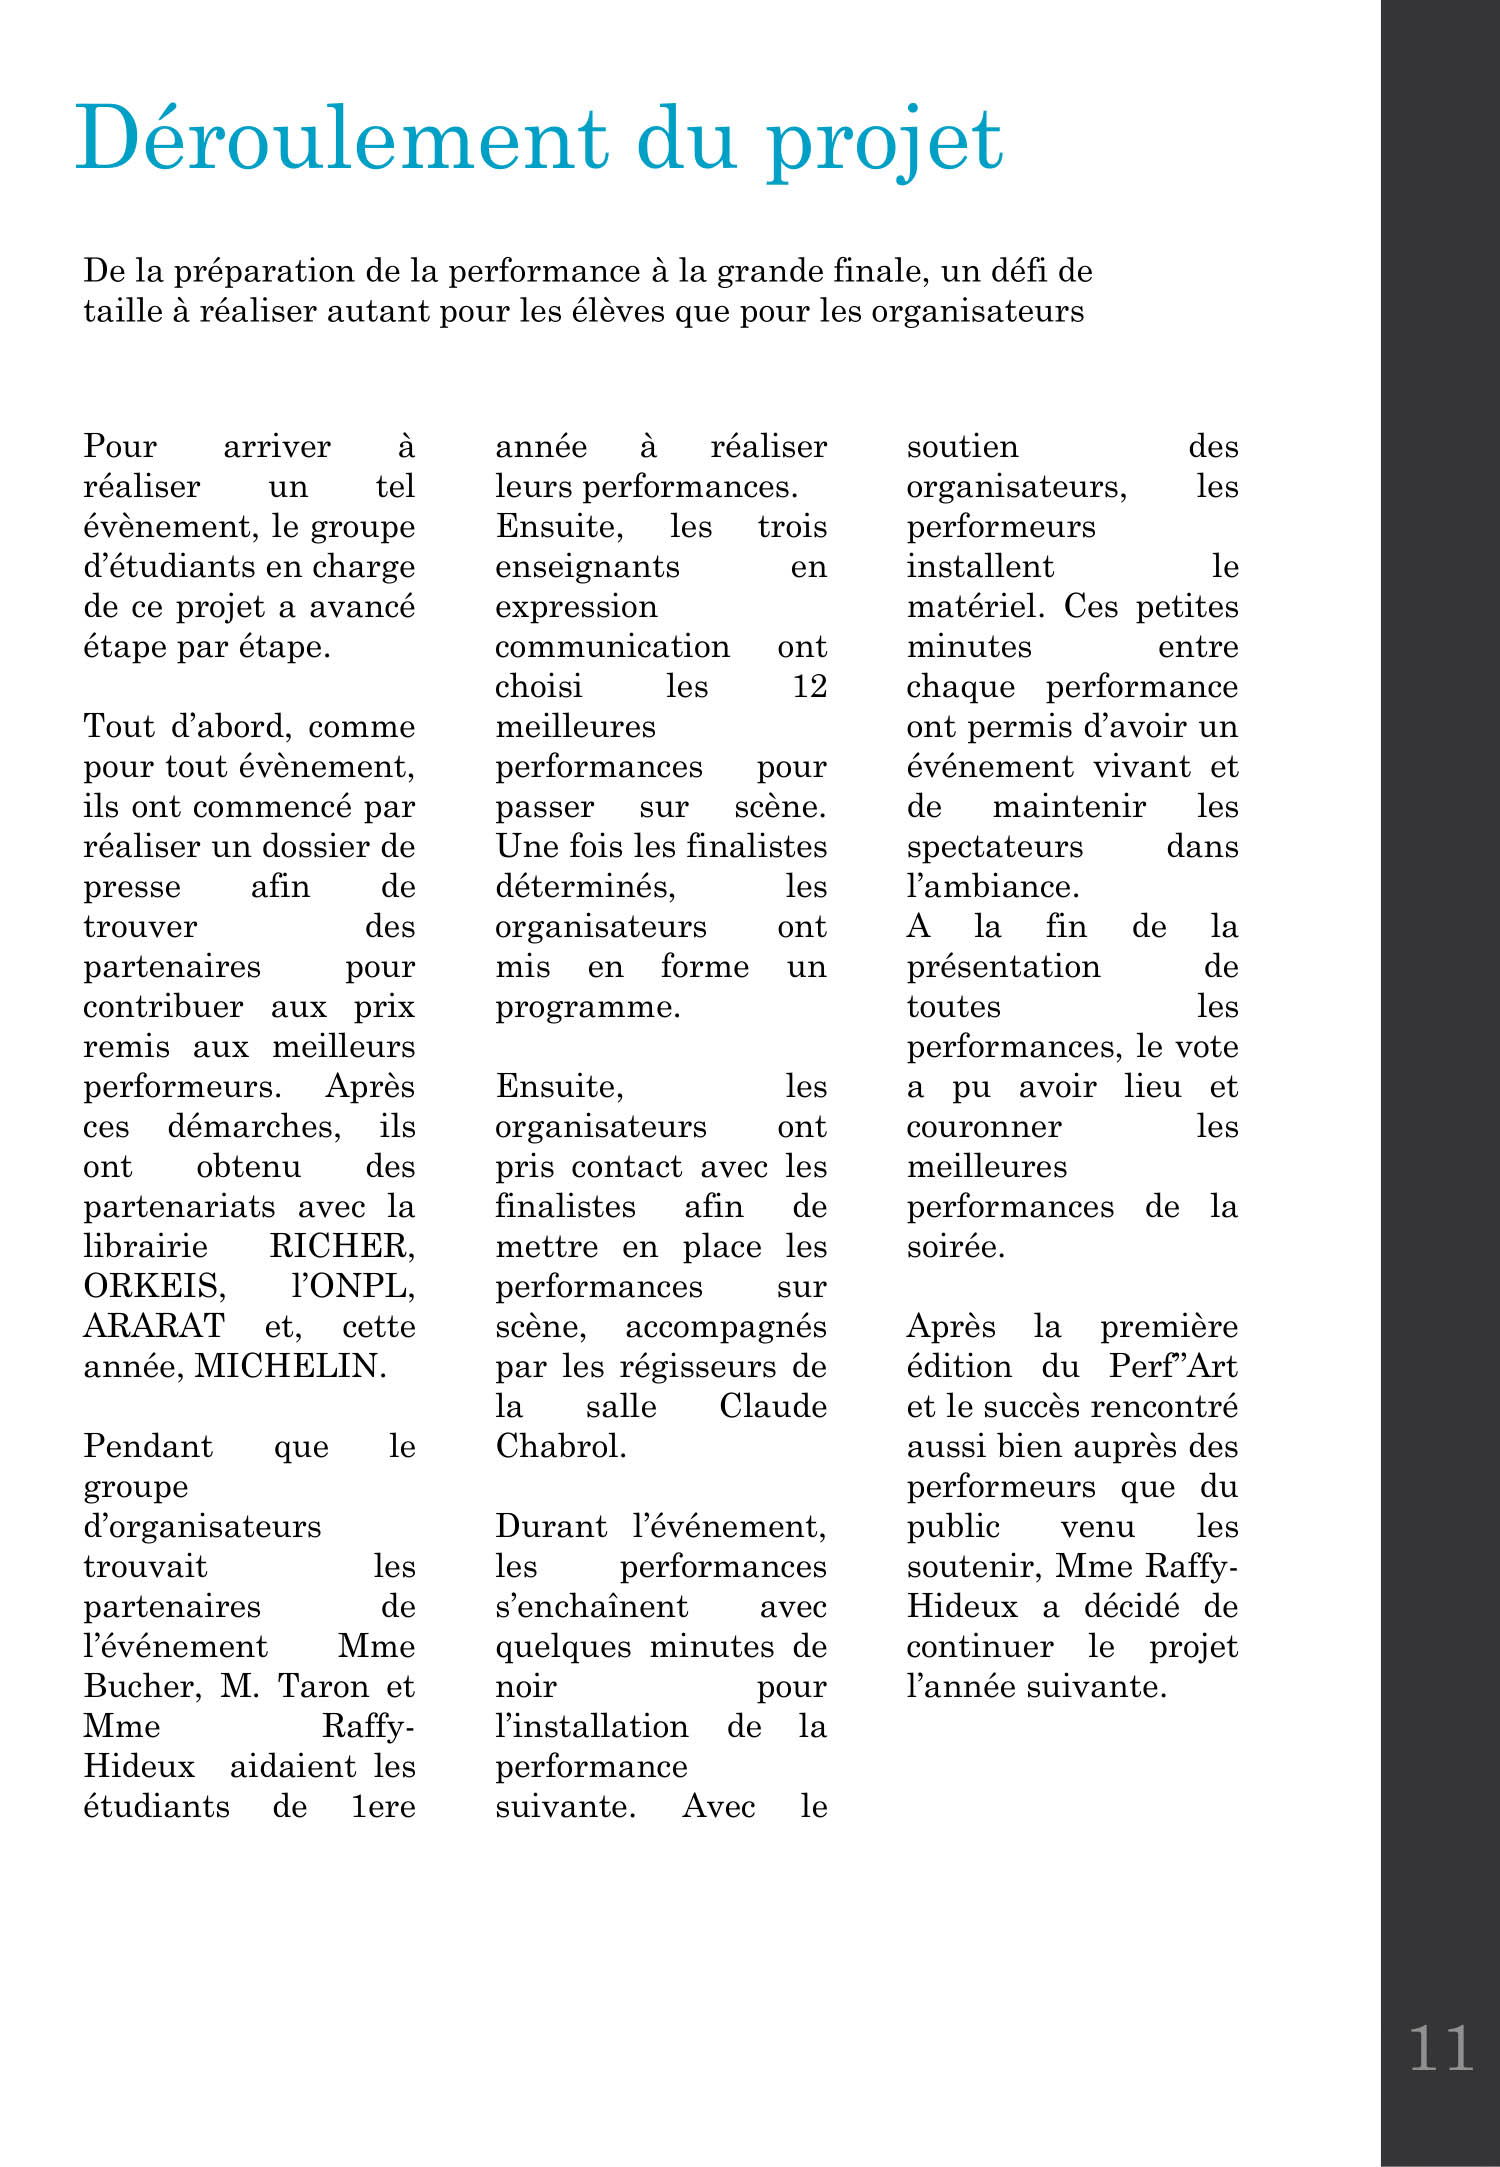 Déroulement du projet
De la préparation de la performance à la grande finale, un défi de
taille à réaliser autant pour les élèves que pour les organisateurs
Pour arriver à
réaliser un tel
évènement, le groupe
d’étudiants en charge
de ce projet a avancé
étape par étape.
Tout d’abord, comme
pour tout évènement,
ils ont commencé par
réaliser un dossier de
presse afin de
trouver des
partenaires pour
contribuer aux prix
remis aux meilleurs
performeurs. Après
ces démarches, ils
ont obtenu des
partenariats avec la
librairie RICHER,
ORKEIS, l’ONPL,
ARARAT et, cette
année, MICHELIN.
Pendant que le
groupe
d’organisateurs
trouvait les
partenaires de
l’événement Mme
Bucher, M. Taron et
Mme Raffy-
Hideux aidaient les
étudiants de 1ere
année à réaliser
leurs performances.
Ensuite, les trois
enseignants en
expression
communication ont
choisi les 12
meilleures
performances pour
passer sur scène.
Une fois les finalistes
déterminés, les
organisateurs ont
mis en forme un
programme.
Ensuite, les
organisateurs ont
pris contact avec les
finalistes afin de
mettre en place les
performances sur
scène, accompagnés
par les régisseurs de
la salle Claude
Chabrol.
Durant l’événement,
les performances
s’enchaînent avec
quelques minutes de
noir pour
l’installation de la
performance
suivante. Avec le
soutien des
organisateurs, les
performeurs
installent le
matériel. Ces petites
minutes entre
chaque performance
ont permis d’avoir un
événement vivant et
de maintenir les
spectateurs dans
l’ambiance.
A la fin de la
présentation de
toutes les
performances, le vote
a pu avoir lieu et
couronner les
meilleures
performances de la
soirée.
Après la première
édition du Perf”Art
et le succès rencontré
aussi bien auprès des
performeurs que du
public venu les
soutenir, Mme Raffy-
Hideux a décidé de
continuer le projet
l’année suivante.
11